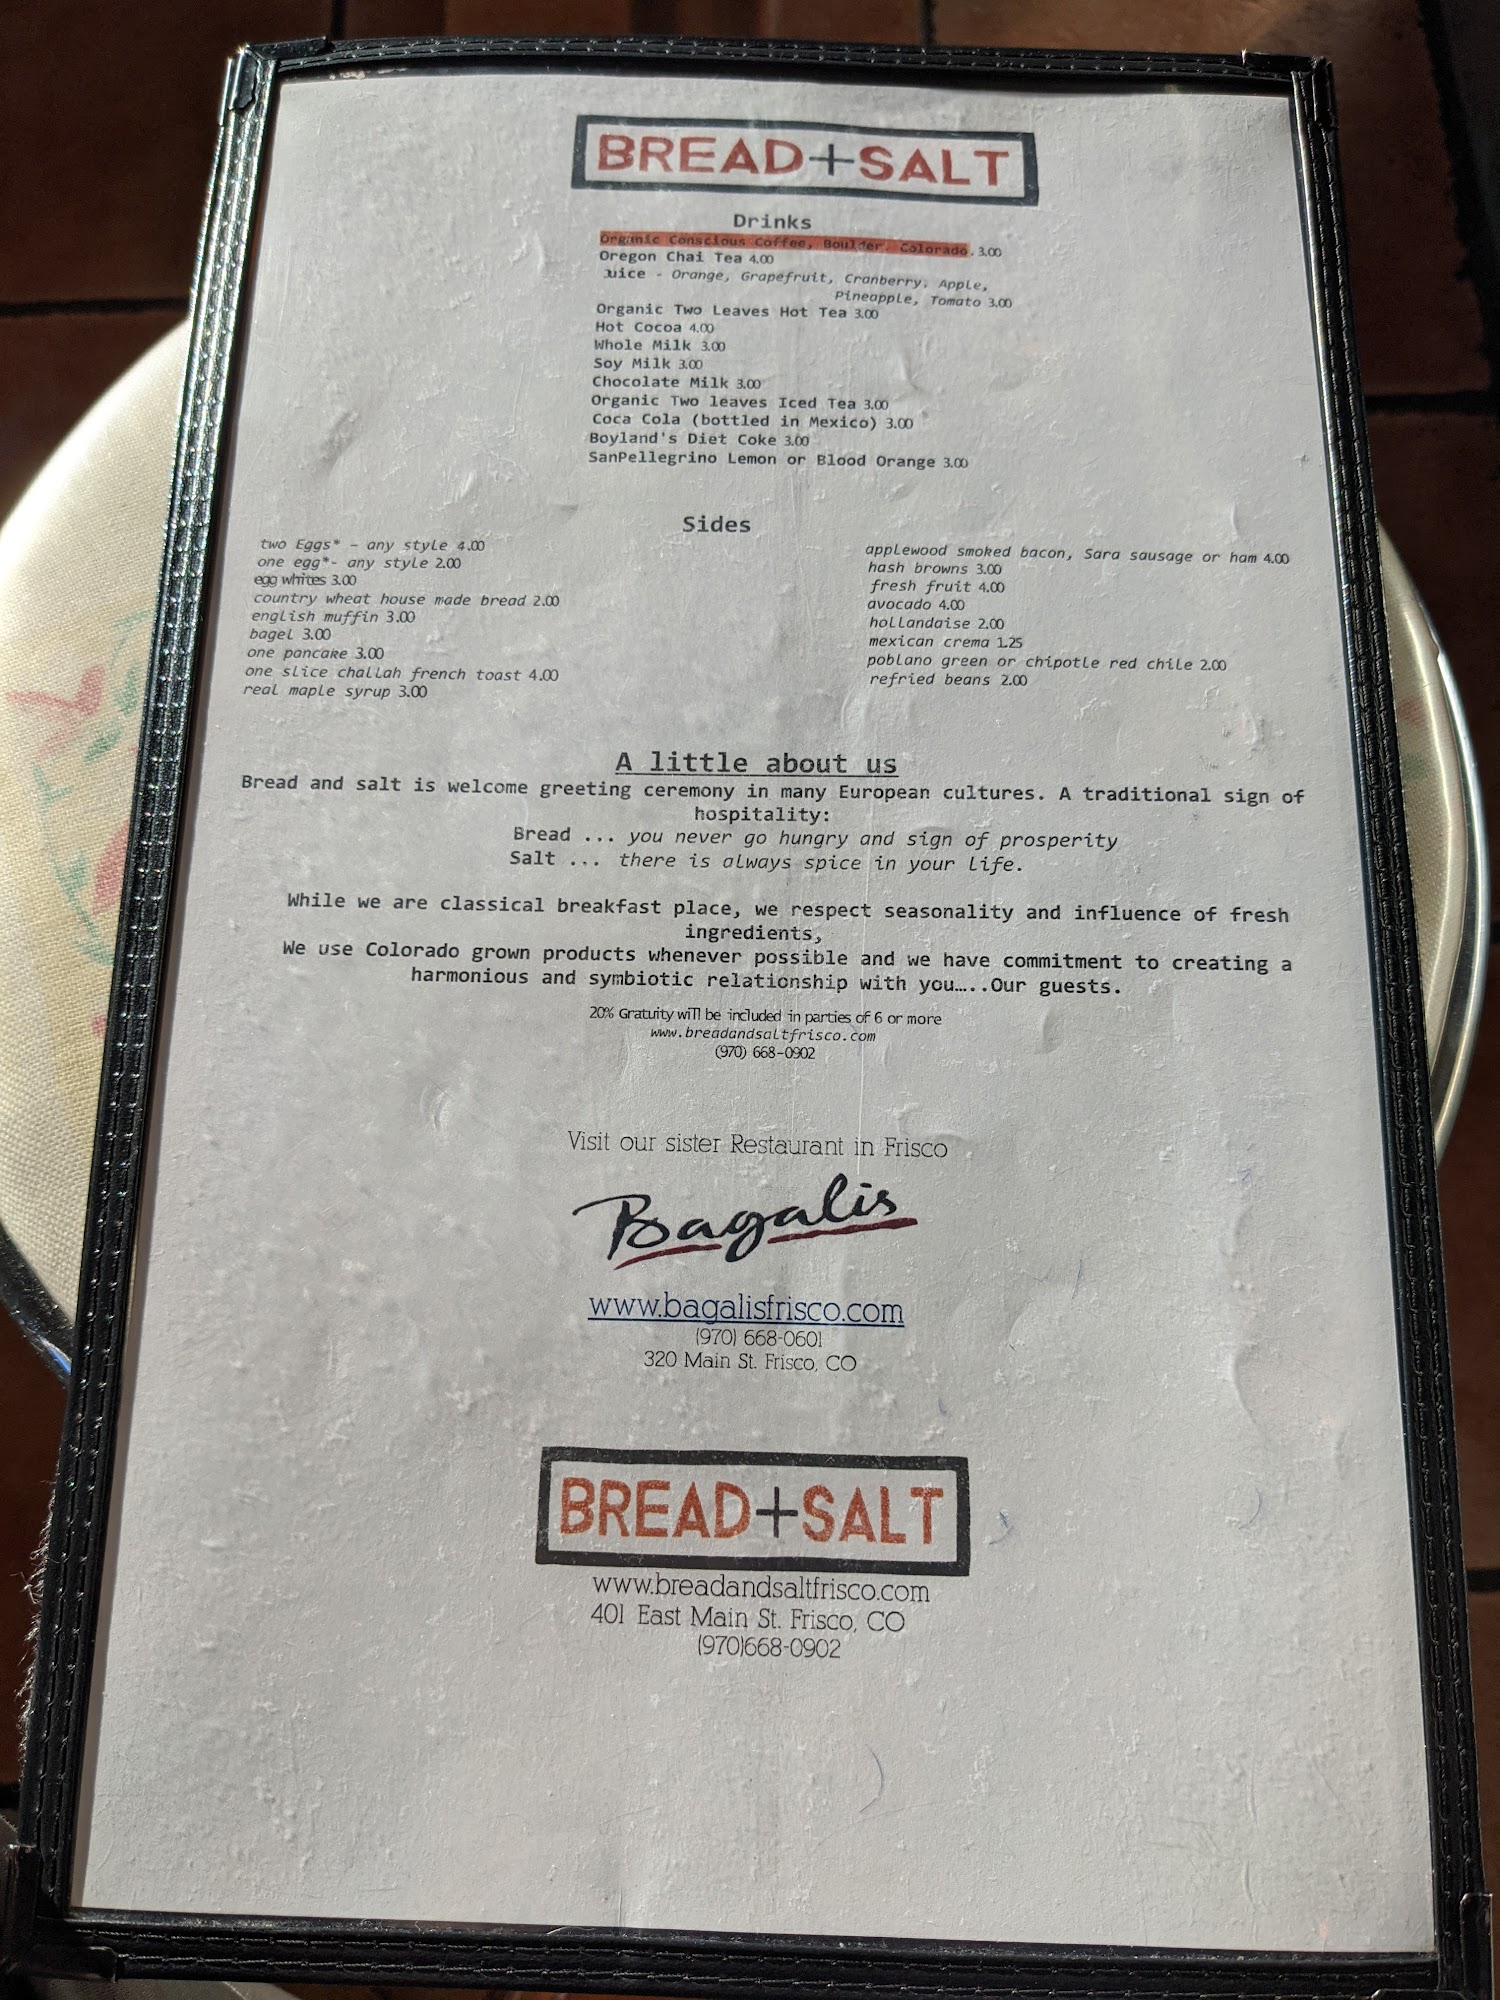 BREAD+SALT
Drinks
Organic Conscious Coffee, Boulder, Colorado. 3.00
Oregon Chai Tea 4.00
Juice - Orange, Grapefruit, Cranberry, Apple,
Pineapple, Tomato 3.00
Organic Two Leaves Hot Tea 3.00
Hot Cocoa 4.00
Whole Milk 3.00
Soy Milk 3.00
Chocolate Milk 3.00
Organic Two leaves Iced Tea 3.00
Coca Cola (bottled in Mexico) 3.00
Boyland's Diet Coke 3.00
SanPellegrino Lemon or Blood Orange 3.00
Sides
two Eggs* – any style 4.00
one egg*- any style 2.00
egg whites 3.00
country wheat house made bread 2.00
english muffin 3.00
bagel 3.00
one pancake 3.00
one slice challah french toast 4.00
real maple syrup 3.00
applewood smoked bacon, Sara sausage or ham 4.00
hash browns 3.00
fresh fruit 4.00
avocado 4.00
hollandaise 2.00
mexican crema 1.25
poblano green or chipotle red chile 2.00
refried beans 2.00
A little about us
Bread and salt is welcome greeting ceremony in many European cultures. A traditional sign of
hospitality:
Bread ... you never go hungry and sign of prosperity
Salt ... there is always spice in your life.
While we are classical breakfast place, we respect seasonality and influence of fresh
ingredients,
We use Colorado grown products whenever possible and we have commitment to creating a
harmonious and symbiotic relationship with you…..Our guests.
20% Gratuity will be included in parties of 6 or more
www.breadandsaltfrisco.com
(970) 668-0902
Visit our sister Restaurant in Frisco
Bagalis
www.bagalisfrisco.com
(970) 668-0601
320 Main St. Frisco, CO
BREAD+SALT
www.breadandsaltfrisco.com
401 East Main St. Frisco, CO
(970)668-0902